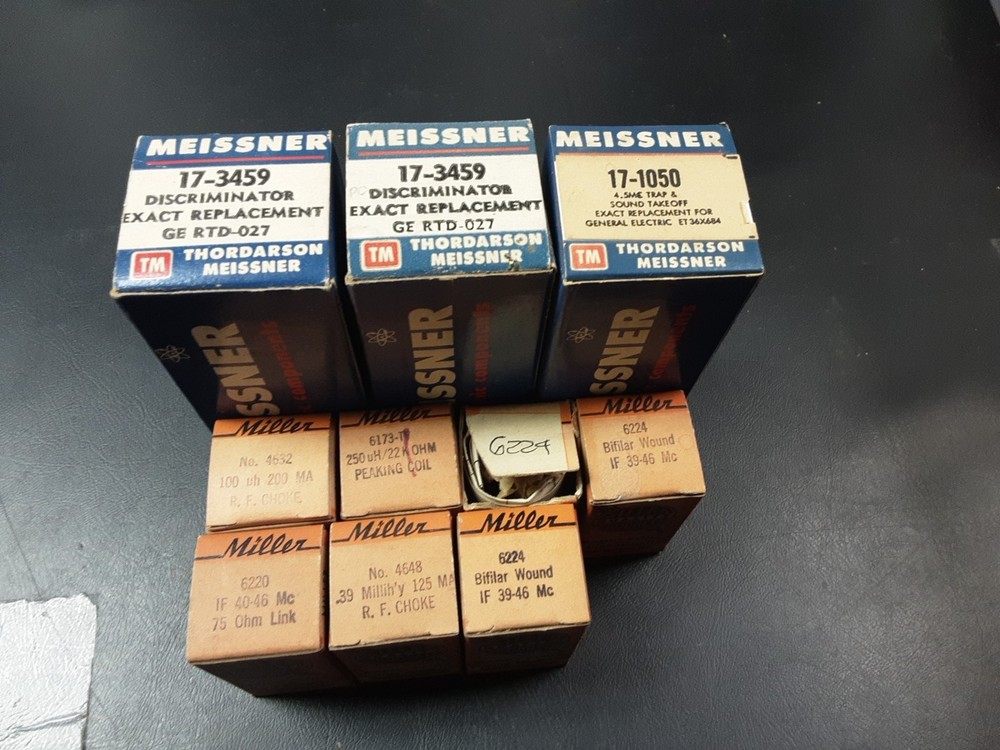 MEISSNER
17-3459
DISCRIMINATOR
EXACT REPLACEMENT
GE RTD-027
TM THORDARSON
MEISSNER
SSNER
components
MEISSNER
17-3459
DISCRIMINATOR
EXACT REPLACEMENT
GE RTD-027
TM THORDARSON
MEISSNER
SSNER
components
MEISSNER
17-1050
4.5MC TRAP &
SOUND TAKEOFF
EXACT REPLACEMENT FOR
GENERAL ELECTRIC ET36X684
TM THORDARSON
MEISSNER
SSNER
components
Miller
No. 4632
100 uh 200 MA
R. F. CHOKE
Miller
6173-
250 uH/22K OHM
PEAKING COIL
6224
Miller
6224
Bifilar Wound
IF 39-46 Mc
Miller
6220
IF 40-46 Mc
75 Ohm Link
Miller
No. 4648
.39 Millih'y 125 MA
R. F. CHOKE
Miller
6224
Bifilar Wound
IF 39-46 Mc